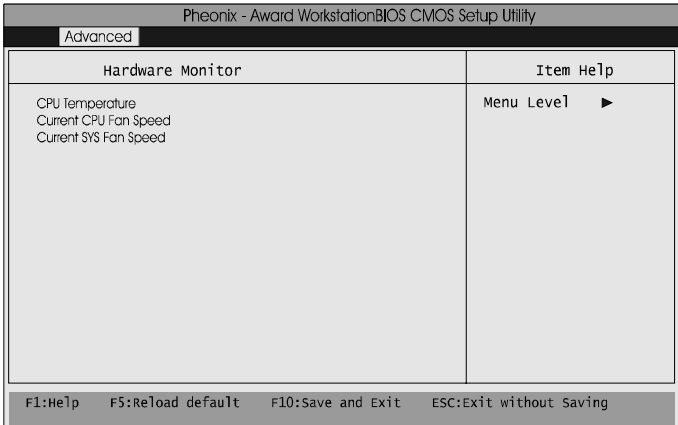 Pheonix - Award WorkstationBIOS CMOS Setup Utility
Advanced
Hardware Monitor
Item Help
CPU Temperature
Current CPU Fan Speed
Current SYS Fan Speed
Menu Level ►
F1:Help F5:Reload default F10:Save and Exit ESC:Exit without Saving